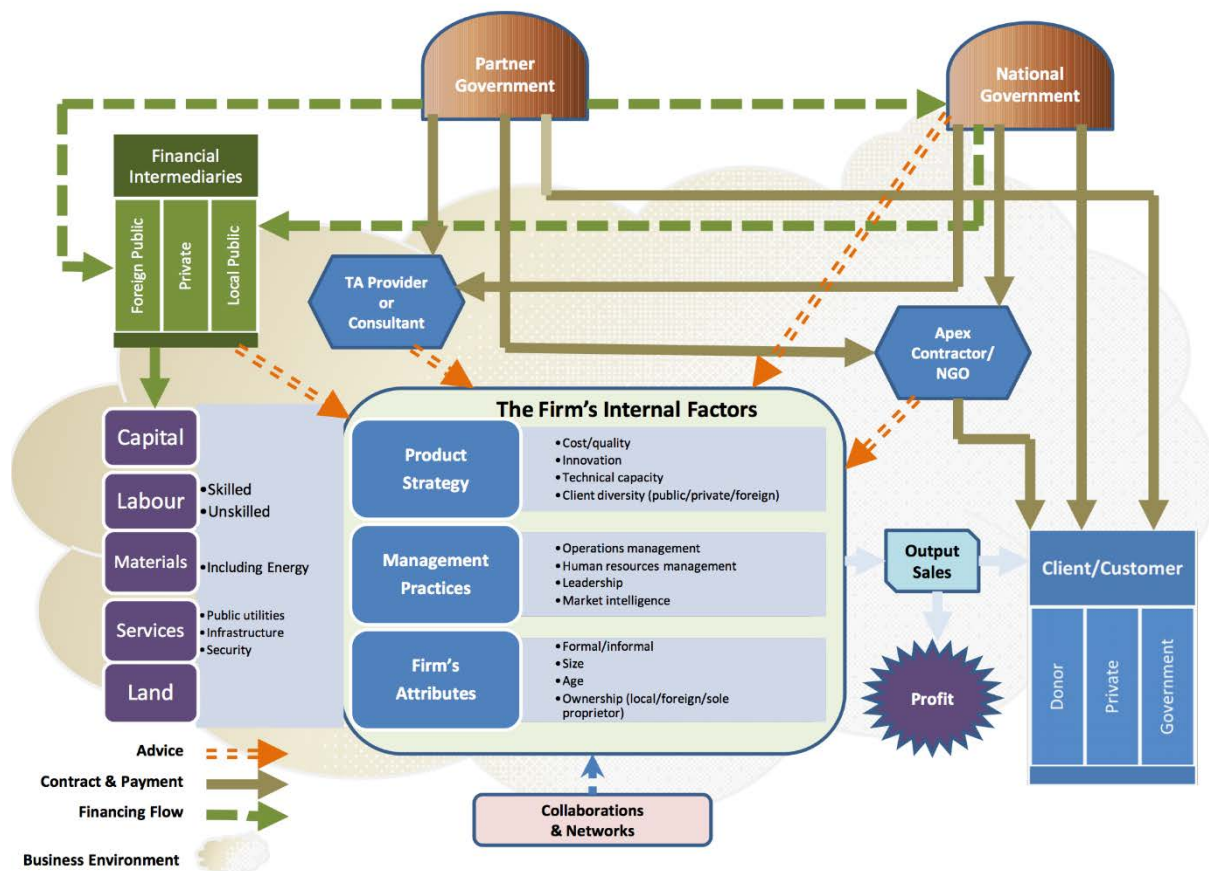 Partner
Government
National
Government
Financial
Intermediaries
Foreign Public
Private
Local Public
TA Provider
or
Consultant
Apex
Contractor/
NGO
Capital
Labour
•Skilled
•Unskilled
Materials
•Including Energy
Services
•Public utilities
•Infrastructure
•Security
Land
The Firm's Internal Factors
Product
Strategy
•Cost/quality
•Innovation
•Technical capacity
•Client diversity (public/private/foreign)
Management
Practices
•Operations management
•Human resources management
•Leadership
•Market intelligence
Firm's
Attributes
•Formal/informal
•Size
•Age
•Ownership (local/foreign/sole
proprietor)
Output
Sales
Profit
Client/Customer
Donor
Private
Government
Collaborations
& Networks
Advice
Contract & Payment
Financing Flow
Business Environment